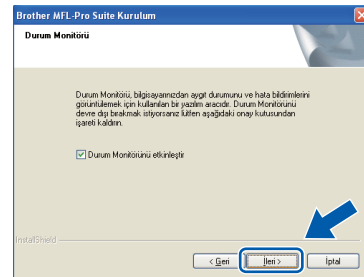 Brother MFL-Pro Suite Kurulum
Durum Monitörü
Durum Monitörü, bilgisayarınızdan aygıt durumunu ve hata bildirimlerini
görüntülemek için kullanılan bir yazılım aracıdır. Durum Monitörünü
devre dışı bırakmak istiyorsanız lütfen aşağıdaki onay kutusundan
işareti kaldırın.
Durum Monitörünü etkinleştir
InstallShield
< Geri İleri > İptal